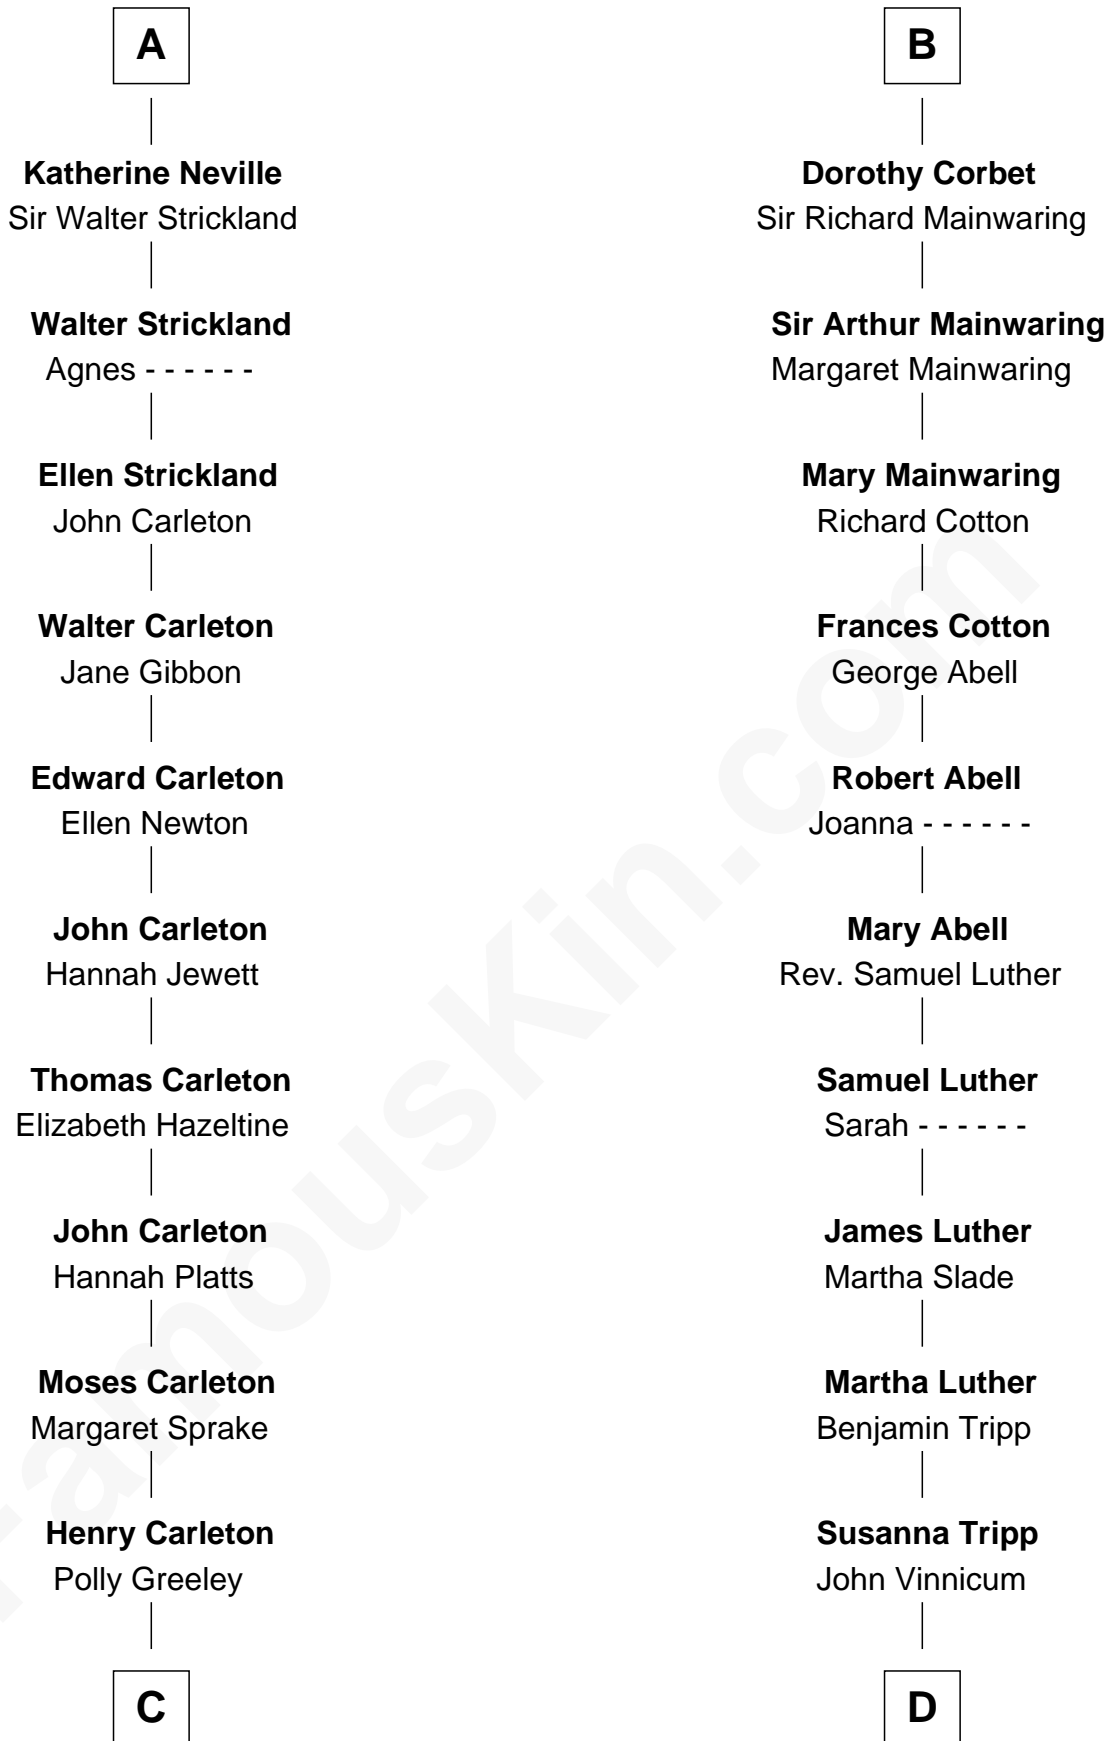 A
Katherine Neville
Sir Walter Strickland
Walter Strickland
Agnes - - - - - -
Ellen Strickland
John Carleton
Walter Carleton
Jane Gibbon
Edward Carleton
Ellen Newton
John Carleton
Hannah Jewett
Thomas Carleton
Elizabeth Hazeltine
John Carleton
Hannah Platts
Moses Carleton
Margaret Sprake
Henry Carleton
Polly Greeley
C
B
Dorothy Corbet
Sir Richard Mainwaring
Sir Arthur Mainwaring
Margaret Mainwaring
Mary Mainwaring
Richard Cotton
Frances Cotton
George Abell
Robert Abell
Joanna - - - - - -
Mary Abell
Rev. Samuel Luther
Samuel Luther
Sarah - - - - - -
James Luther
Martha Slade
Martha Luther
Benjamin Tripp
Susanna Tripp
John Vinnicum
D
FamousKin.com